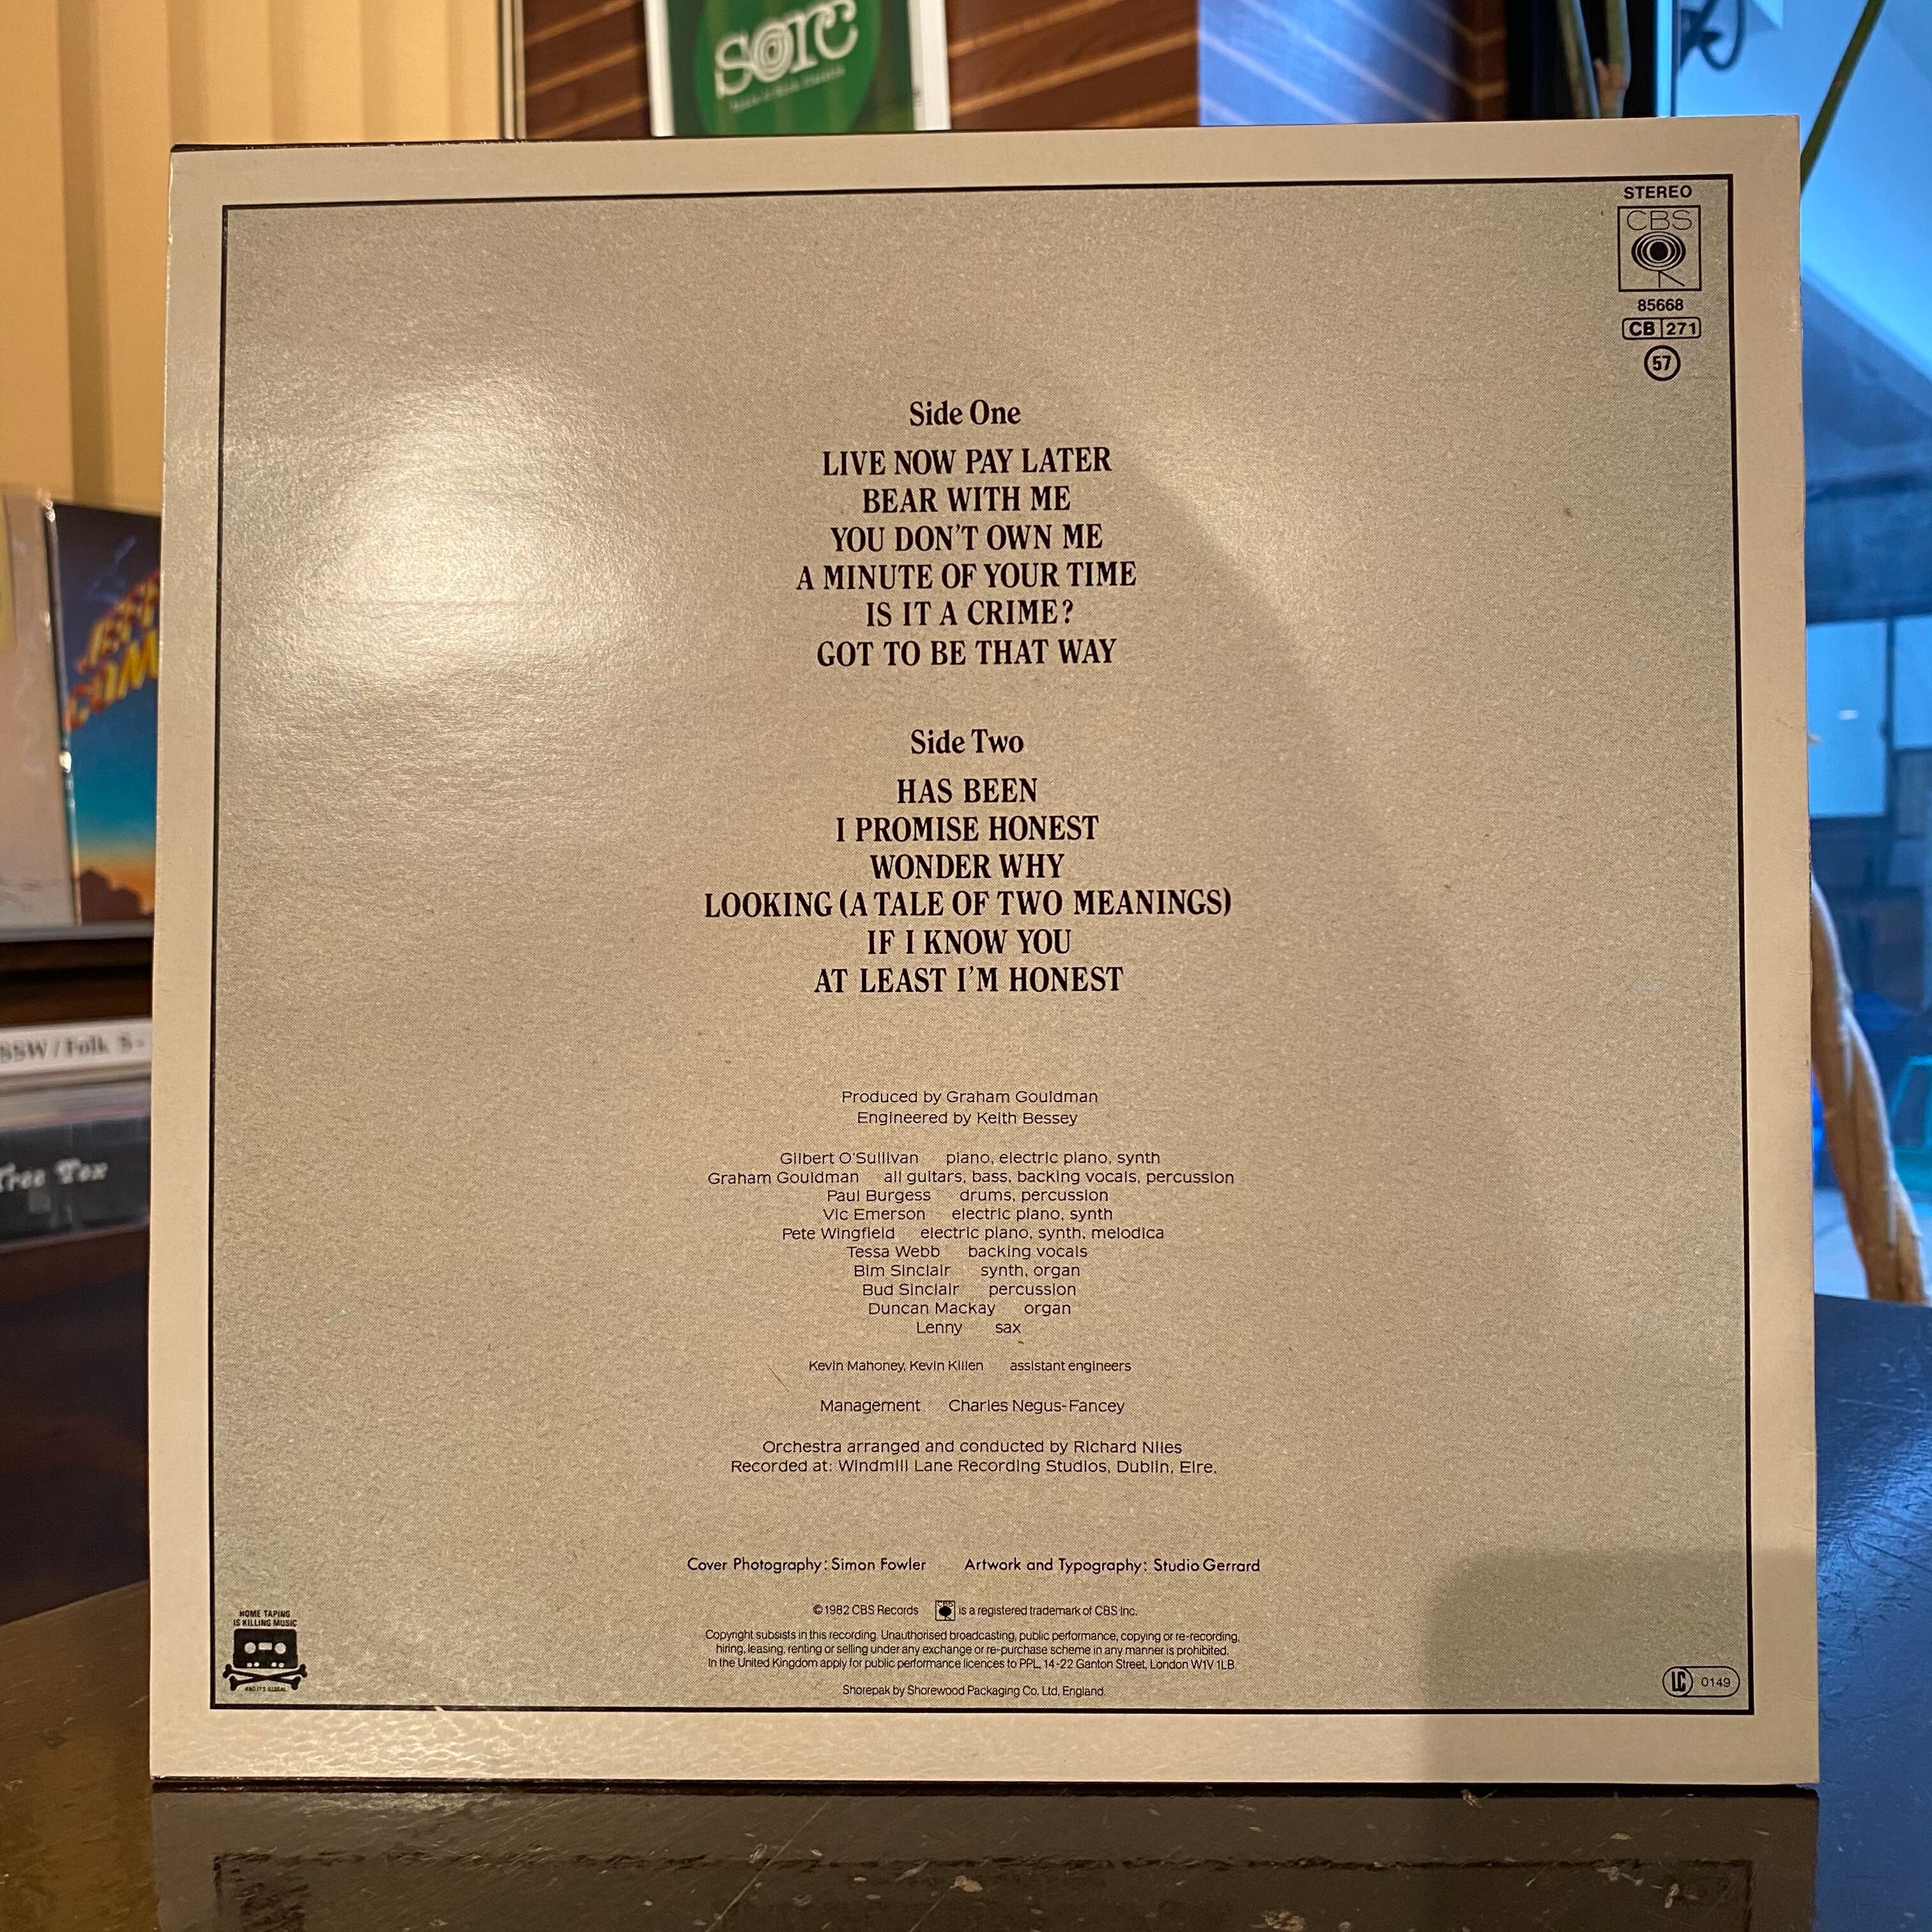 SORC
STEREO
CBS
85668
CB 271
57
Side One
LIVE NOW PAY LATER
BEAR WITH ME
YOU DON'T OWN ME
A MINUTE OF YOUR TIME
IS IT A CRIME?
GOT TO BE THAT WAY
Side Two
HAS BEEN
I PROMISE HONEST
WONDER WHY
LOOKING (A TALE OF TWO MEANINGS)
IF I KNOW YOU
AT LEAST I'M HONEST
SSW / Folk S-
Tree Tex
Produced by Graham Gouldman
Engineered by Keith Bessey
Gilbert O'Sullivan piano, electric piano, synth
Graham Gouldman all guitars, bass, backing vocals, percussion
Paul Burgess drums, percussion
Vic Emerson electric piano, synth
Pete Wingfield electric piano, synth, melodica
Tessa Webb backing vocals
Bim Sinclair synth, organ
Bud Sinclair percussion
Duncan Mackay organ
Lenny sax
Kevin Mahoney, Kevin Killen assistant engineers
Management Charles Negus-Fancey
Orchestra arranged and conducted by Richard Niles
Recorded at: Windmill Lane Recording Studios, Dublin, Eire.
Cover Photography: Simon Fowler Artwork and Typography: Studio Gerrard
© 1982 CBS Records CBS is a registered trademark of CBS Inc.
Copyright subsists in this recording. Unauthorised broadcasting, public performance, copying or re-recording,
hiring, leasing, renting or selling under any exchange or re-purchase scheme in any manner is prohibited.
In the United Kingdom apply for public performance licences to PPL, 14-22 Ganton Street, London W1V 1LB.
Shorepak by Shorewood Packaging Co. Ltd, England.
HOME TAPING
IS KILLING MUSIC
AND IT'S ILLEGAL
LC 0149